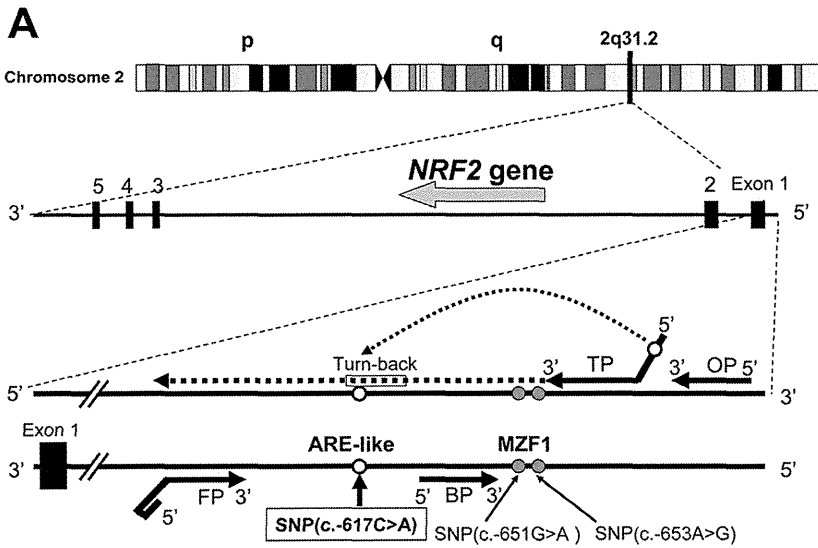 A
p q 2q31.2
Chromosome 2
NRF2 gene
5 4 3 2 Exon 1
3’ 5’
5’
Turn-back 3’ TP 3’ OP 5’
5’ 3’
Exon 1 ARE-like MZF1
3’ 5’
5’ FP 3’ 5’ BP 3’
SNP(c.-617C>A) SNP(c.-651G>A ) SNP(c.-653A>G)